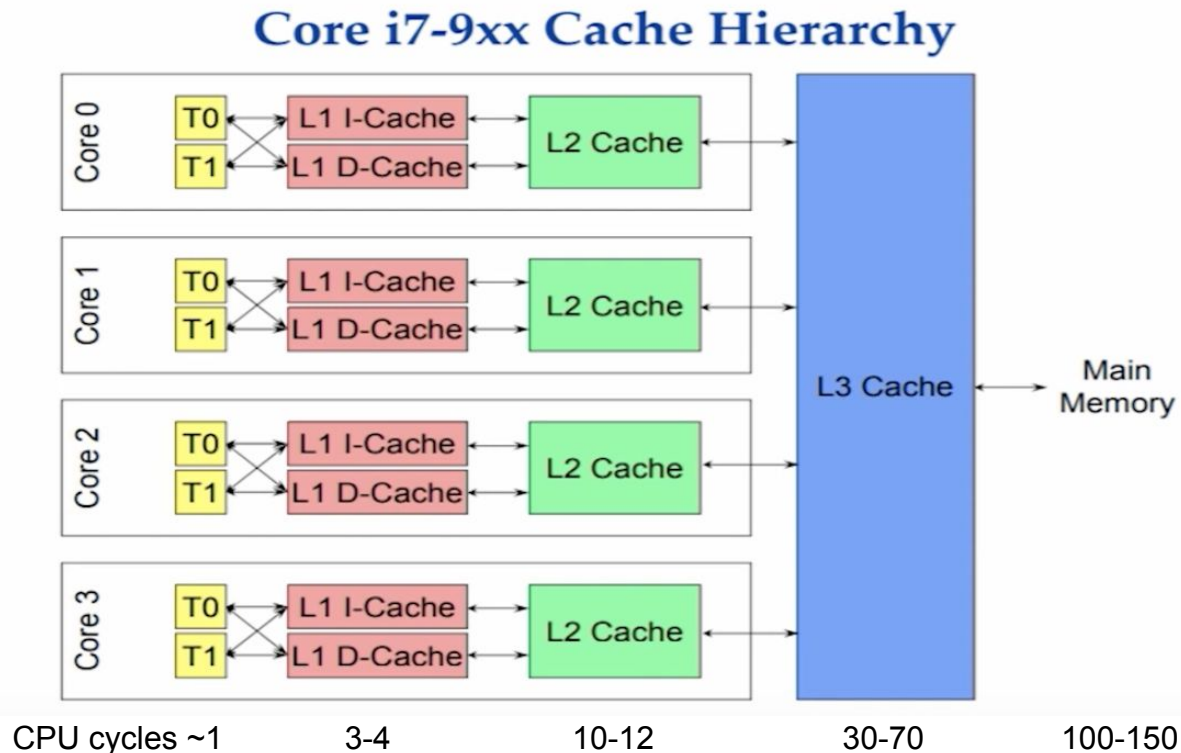 Core i7-9xx Cache Hierarchy
Core 0
T0
T1
L1 I-Cache
L1 D-Cache
L2 Cache
Core 1
T0
T1
L1 I-Cache
L1 D-Cache
L2 Cache
Core 2
T0
T1
L1 I-Cache
L1 D-Cache
L2 Cache
Core 3
T0
T1
L1 I-Cache
L1 D-Cache
L2 Cache
L3 Cache
Main
Memory
CPU cycles ~1 3-4 10-12 30-70 100-150